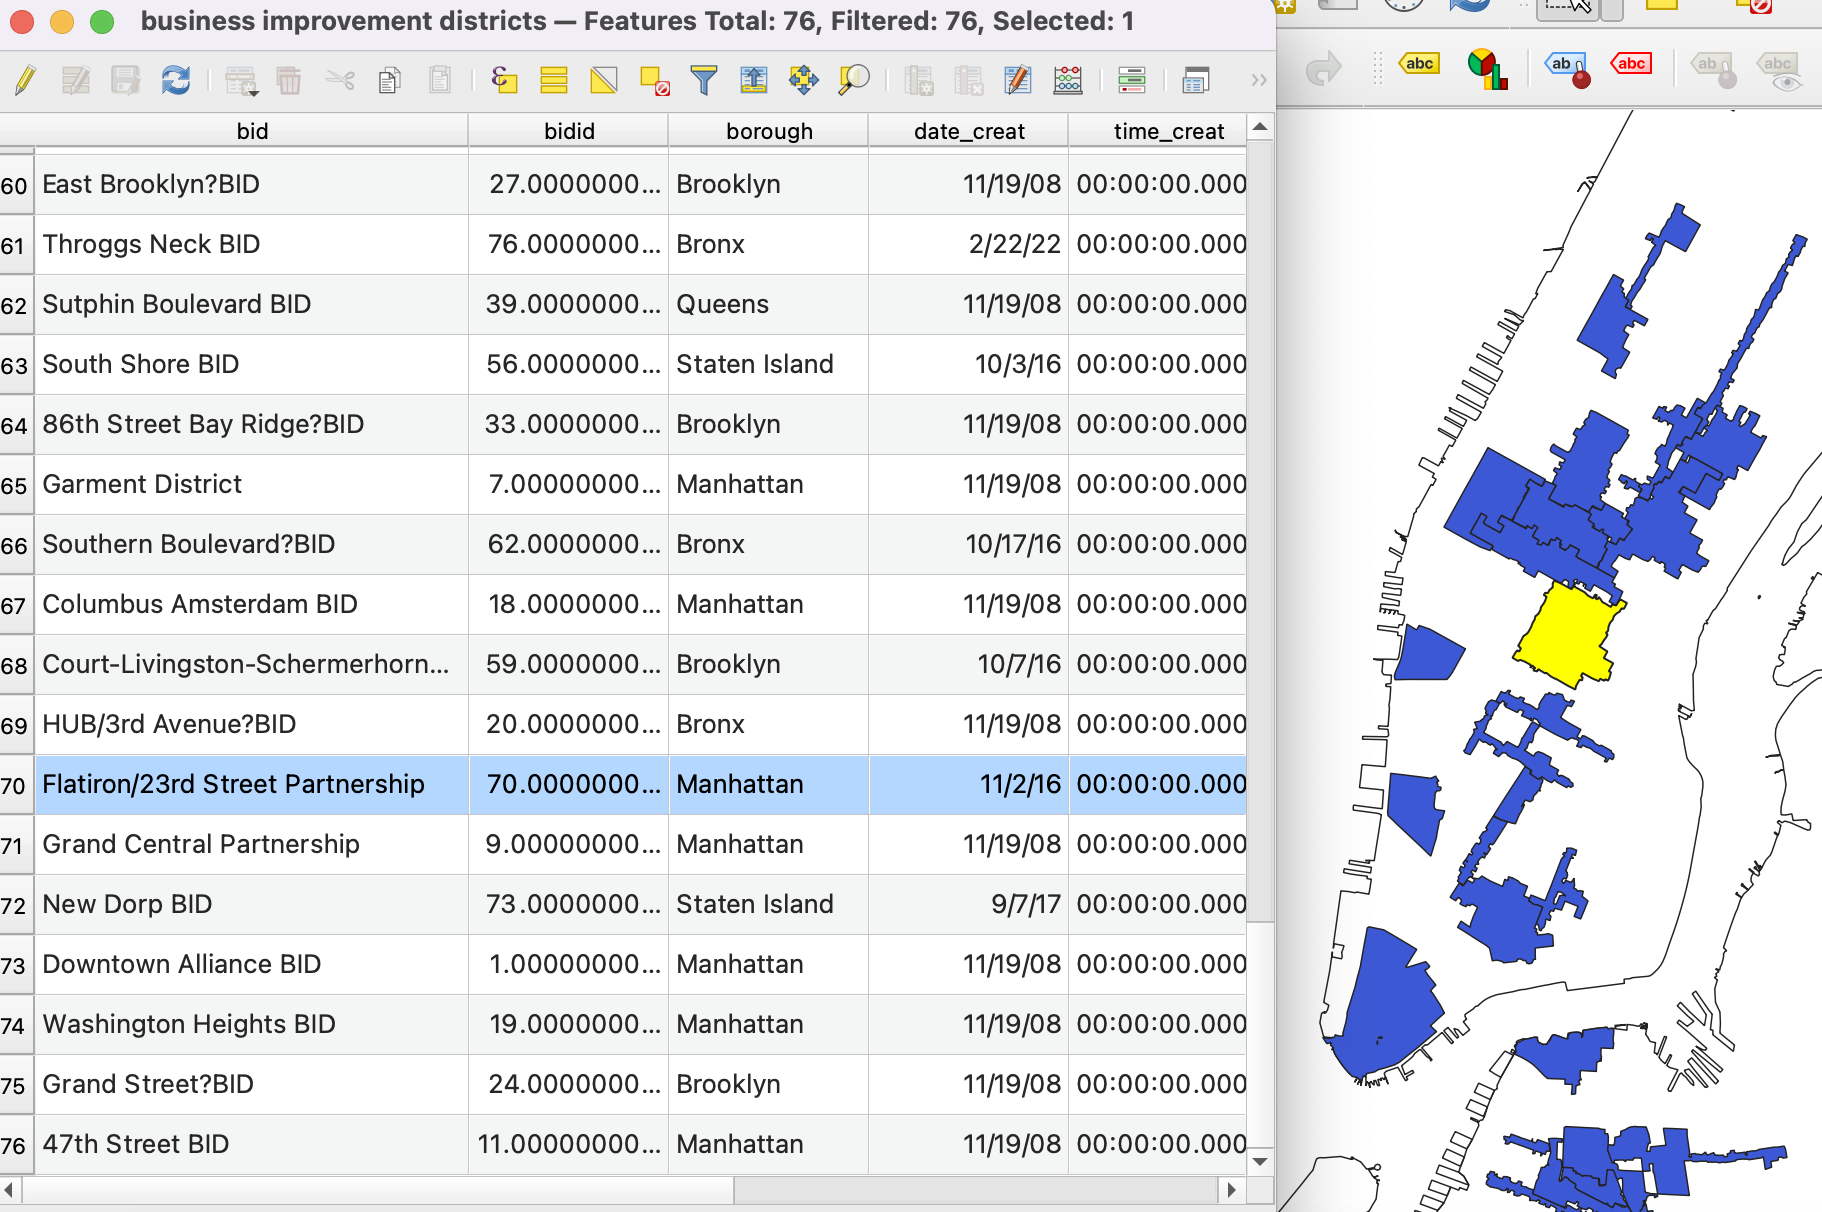 business improvement districts — Features Total: 76, Filtered: 76, Selected: 1
abc ab abc ab abc
bid bidid borough date_creat time_creat
60 East Brooklyn?BID 27.0000000... Brooklyn 11/19/08 00:00:00.000
61 Throggs Neck BID 76.0000000... Bronx 2/22/22 00:00:00.000
62 Sutphin Boulevard BID 39.0000000... Queens 11/19/08 00:00:00.000
63 South Shore BID 56.0000000... Staten Island 10/3/16 00:00:00.000
64 86th Street Bay Ridge?BID 33.0000000... Brooklyn 11/19/08 00:00:00.000
65 Garment District 7.00000000... Manhattan 11/19/08 00:00:00.000
66 Southern Boulevard?BID 62.0000000... Bronx 10/17/16 00:00:00.000
67 Columbus Amsterdam BID 18.0000000... Manhattan 11/19/08 00:00:00.000
68 Court-Livingston-Schermerhorn... 59.0000000... Brooklyn 10/7/16 00:00:00.000
69 HUB/3rd Avenue?BID 20.0000000... Bronx 11/19/08 00:00:00.000
70 Flatiron/23rd Street Partnership 70.0000000... Manhattan 11/2/16 00:00:00.000
71 Grand Central Partnership 9.00000000... Manhattan 11/19/08 00:00:00.000
72 New Dorp BID 73.0000000... Staten Island 9/7/17 00:00:00.000
73 Downtown Alliance BID 1.00000000... Manhattan 11/19/08 00:00:00.000
74 Washington Heights BID 19.0000000... Manhattan 11/19/08 00:00:00.000
75 Grand Street?BID 24.0000000... Brooklyn 11/19/08 00:00:00.000
76 47th Street BID 11.00000000... Manhattan 11/19/08 00:00:00.000